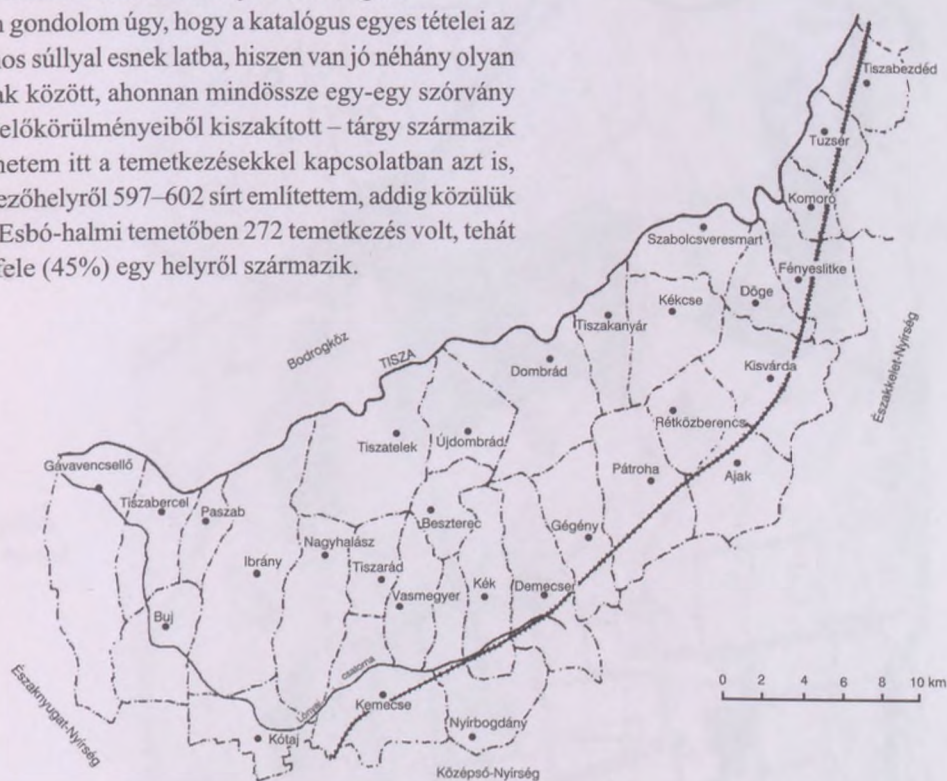 gondolom úgy, hogy a katalógus egyes tételei az
súllyal esnek latba, hiszen van jó néhány olyan
között, ahonnan mindössze egy-egy szórvány
előkörülményeiből kiszakított – tárgy származik
itt a temetkezésekkel kapcsolatban azt is,
597–602 sírt említettem, addig közülük
Esbó-halmi temetőben 272 temetkezés volt, tehát
fele (45%) egy helyről származik.
Tiszabezdéd
Tuzsér
Komoró
Szabolcsveresmart
Fényeslitke
Döge
Kékcse
Tiszakanyár
Bodrogköz
TISZA
Dombrád
Kisvárda
Északkelet-Nyírség
Rétközberencs
Tiszatelek
Újdombrád
Pátroha
Ajak
Gávavencsellő
Tiszabercel
Paszab
Beszterec
Gégény
Nagyhalász
Ibrány
Tiszarád
Vasmegyer
Kék
Demecser
Buj
Északnyugat-Nyírség
Lónyai csatorna
Kemecse
Nyírbogdány
Kótaj
Középső-Nyírség
0 2 4 6 8 10 km